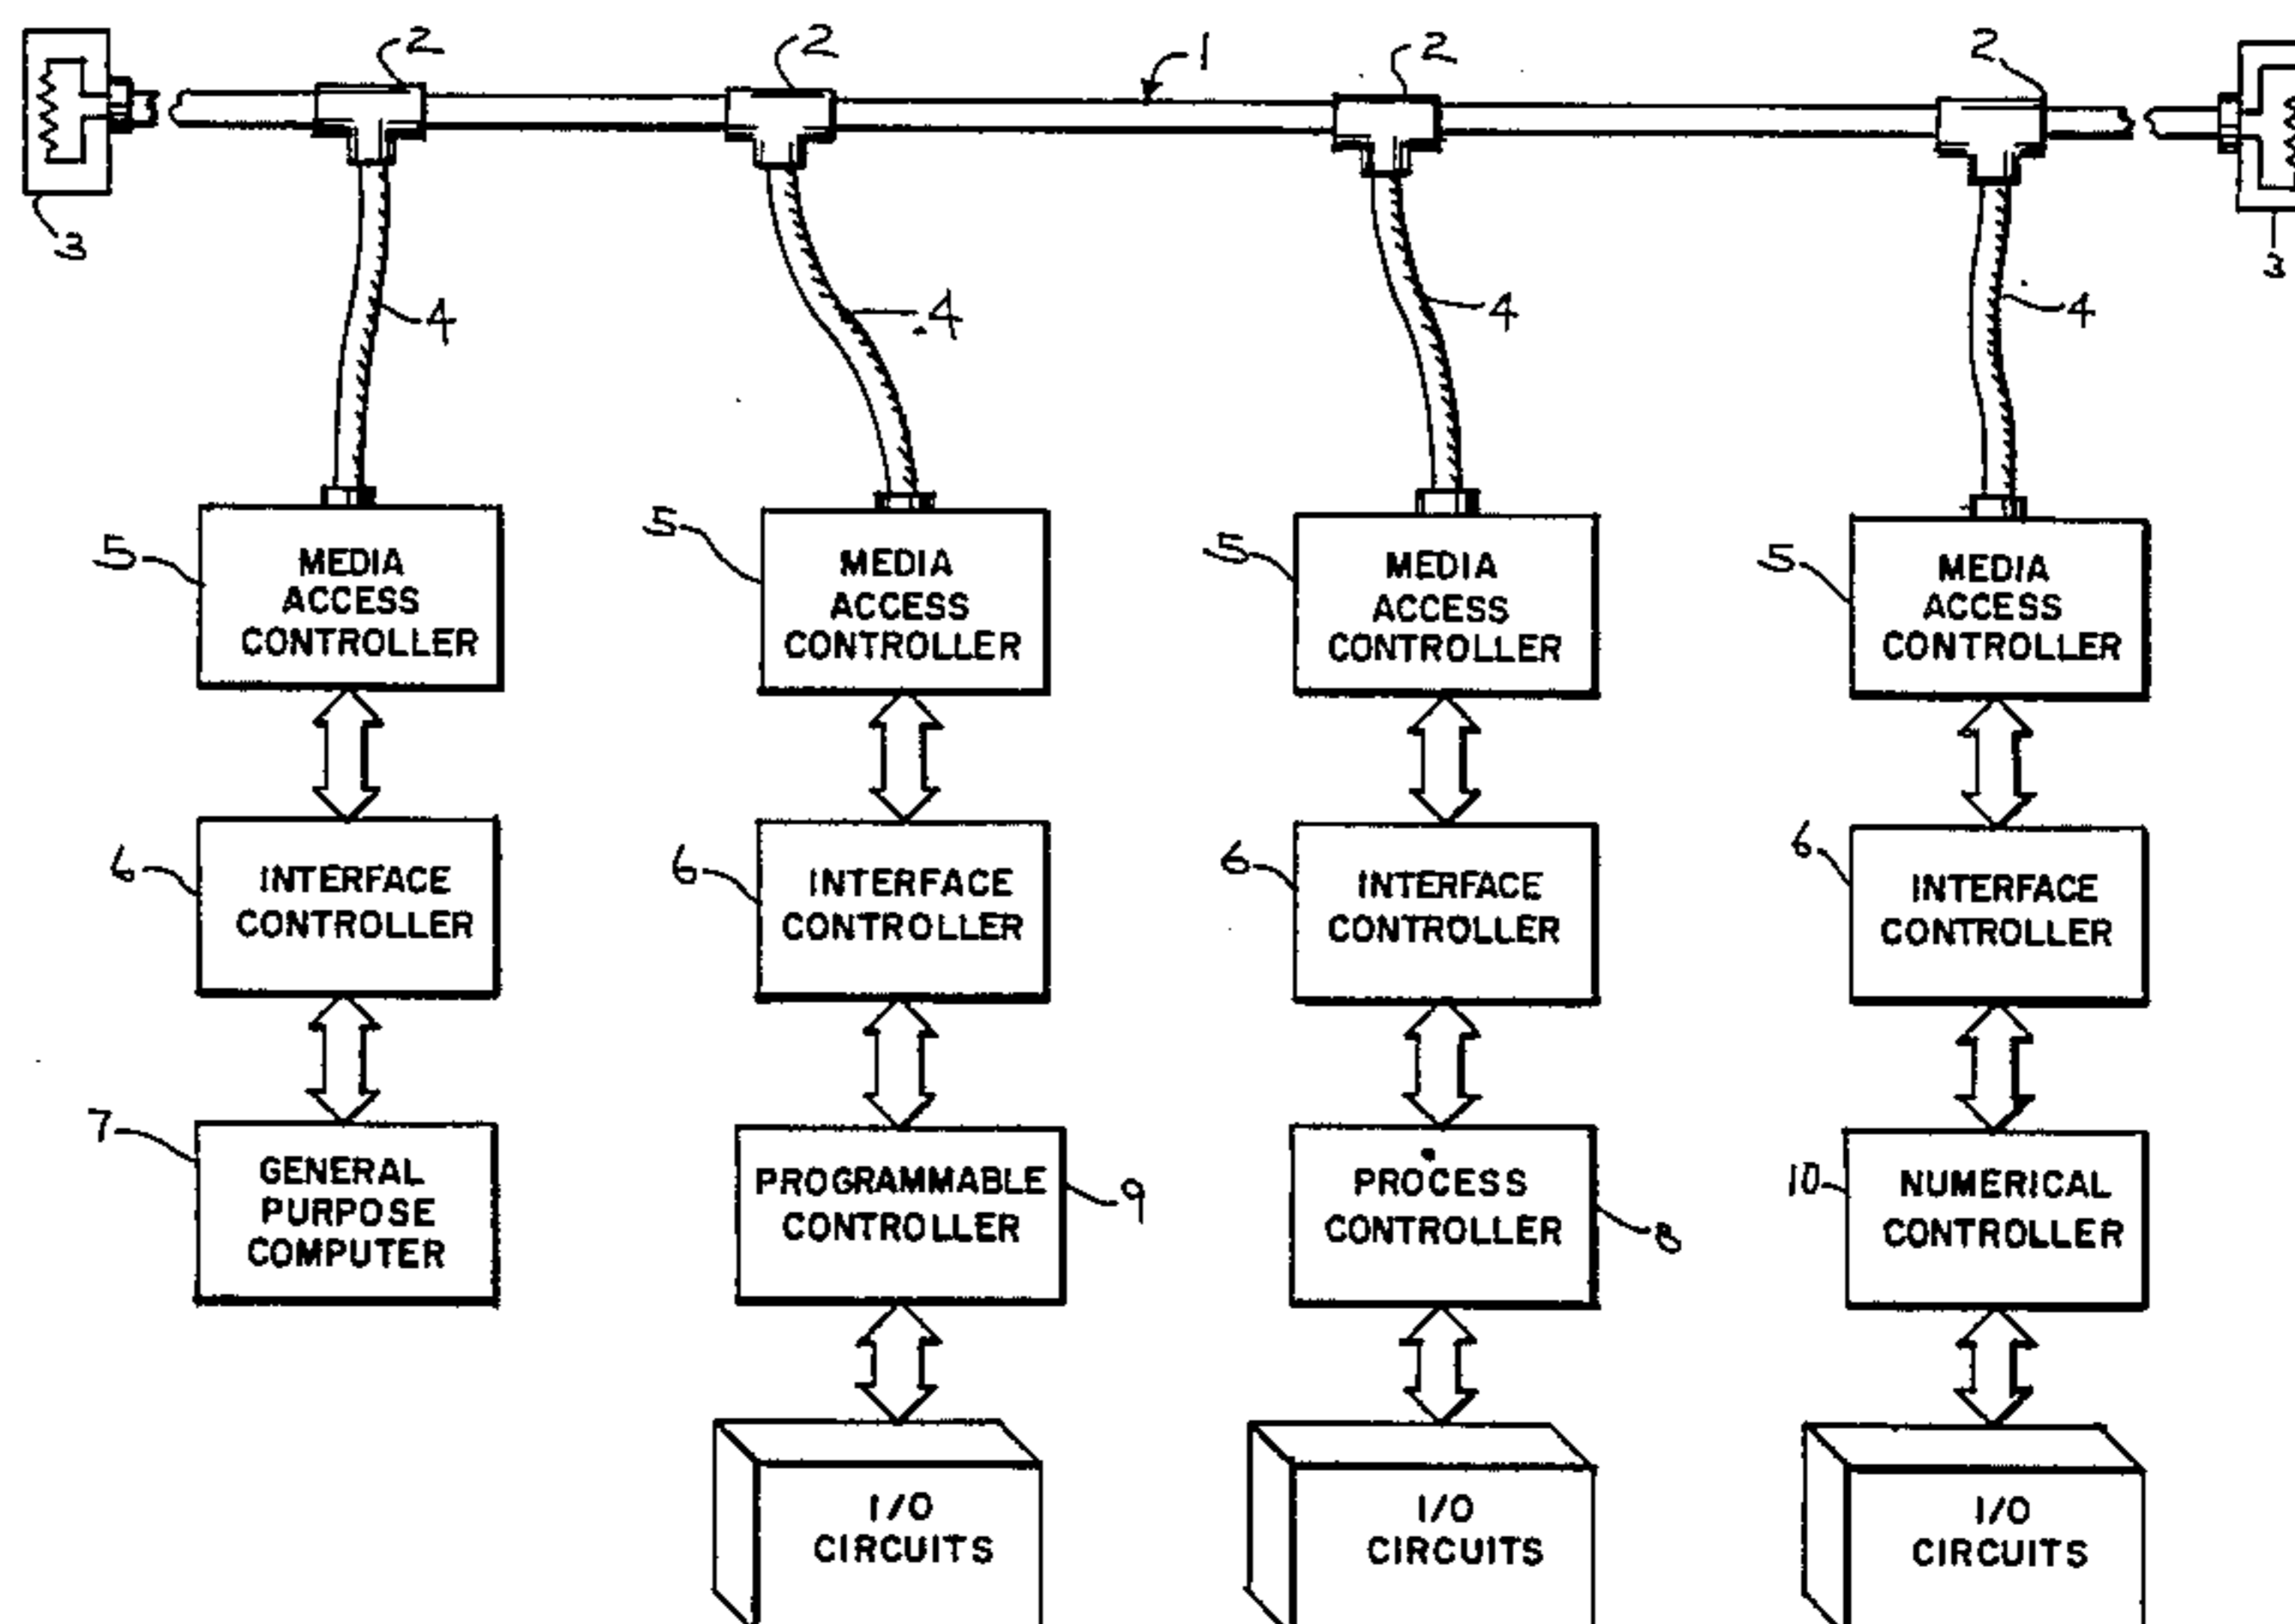 2 2 1 2 2
3 3
4 4 4 4
5 MEDIA ACCESS CONTROLLER
5 MEDIA ACCESS CONTROLLER
5 MEDIA ACCESS CONTROLLER
5 MEDIA ACCESS CONTROLLER
6 INTERFACE CONTROLLER
6 INTERFACE CONTROLLER
6 INTERFACE CONTROLLER
6 INTERFACE CONTROLLER
7 GENERAL PURPOSE COMPUTER
PROGRAMMABLE CONTROLLER 9
PROCESS CONTROLLER 8
10 NUMERICAL CONTROLLER
I/O CIRCUITS
I/O CIRCUITS
I/O CIRCUITS